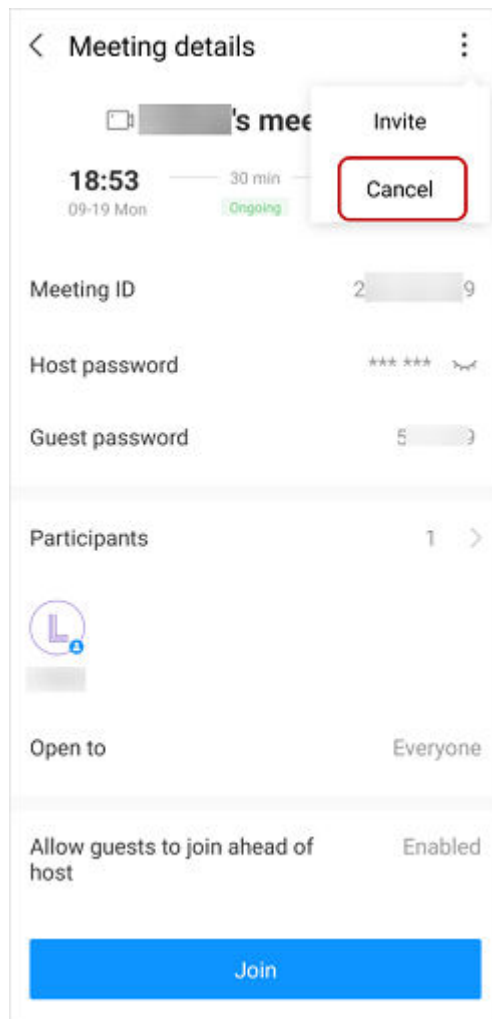 Meeting details
's mee
Invite
18:53
30 min
Cancel
09-19 Mon
Ongoing
Meeting ID
2 9
Host password
*** ***
Guest password
5
Participants
1
L
Open to
Everyone
Allow guests to join ahead of
host
Enabled
Join